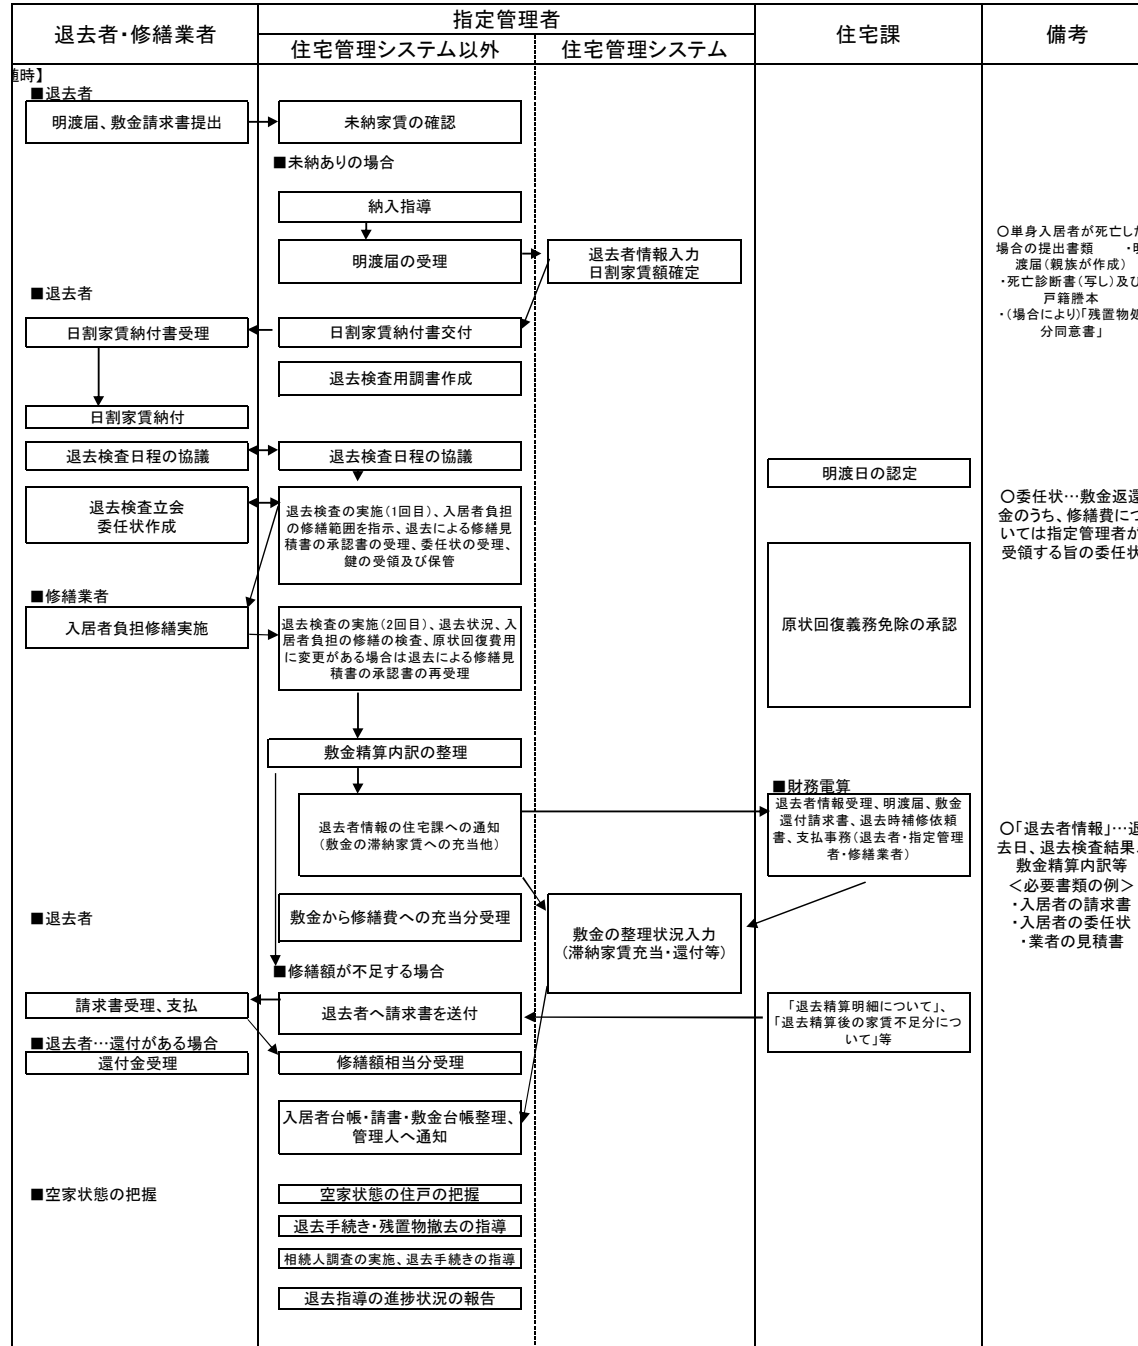 退去者・修繕業者
指定管理者
住宅管理システム以外
住宅管理システム
住宅課
備考
時】
■退去者
明渡届、敷金請求書提出
未納家賃の確認
■未納ありの場合
納入指導
明渡届の受理
退去者情報入力
日割家賃額確定
〇単身入居者が死亡した
場合の提出書類　・明
渡届(親族が作成)
・死亡診断書(写し)及び
戸籍謄本
・(場合により)「残置物処
分同意書」
■退去者
日割家賃納付書受理
日割家賃納付書交付
退去検査用調書作成
日割家賃納付
退去検査日程の協議
退去検査日程の協議
明渡日の認定
退去検査立会
委任状作成
退去検査の実施(1回目)、入居者負担
の修繕範囲を指示、退去による修繕見
積書の承認書の受理、委任状の受理、
鍵の受領及び保管
〇委任状…敷金返還
金のうち、修繕費につ
いては指定管理者が
受領する旨の委任状
■修繕業者
入居者負担修繕実施
退去検査の実施(2回目)、退去状況、入
居者負担の修繕の検査、原状回復費用
に変更がある場合は退去による修繕見
積書の承認書の再受理
原状回復義務免除の承認
敷金精算内訳の整理
■財務電算
退去者情報の住宅課への通知
(敷金の滞納家賃への充当他)
退去者情報受理、明渡届、敷金
還付請求書、退去時補修依頼
書、支払事務(退去者・指定管理
者・修繕業者)
〇「退去者情報」…退
去日、退去検査結果、
敷金精算内訳等
＜必要書類の例＞
・入居者の請求書
・入居者の委任状
・業者の見積書
■退去者
敷金から修繕費への充当分受理
敷金の整理状況入力
(滞納家賃充当・還付等)
■修繕額が不足する場合
請求書受理、支払
退去者へ請求書を送付
「退去精算明細について」、
「退去精算後の家賃不足分につ
いて」等
■退去者…還付がある場合
還付金受理
修繕額相当分受理
入居者台帳・請書・敷金台帳整理、
管理人へ通知
■空家状態の把握
空家状態の住戸の把握
退去手続き・残置物撤去の指導
相続人調査の実施、退去手続きの指導
退去指導の進捗状況の報告